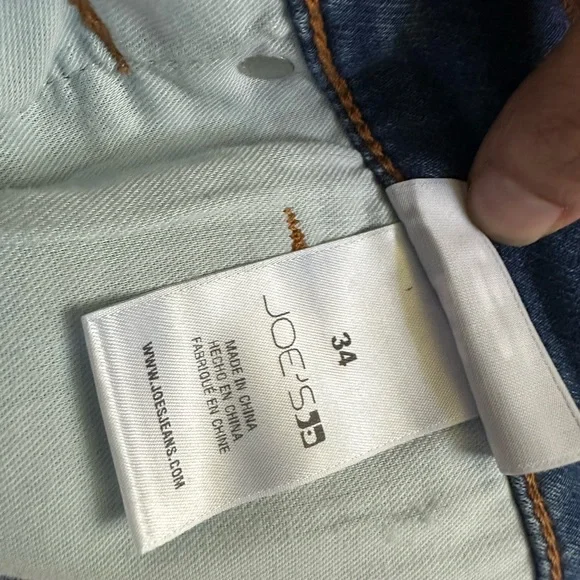 34
JOE'S
MADE IN CHINA
HECHO EN CHINA
FABRIQUÉ EN CHINE
WWW.JOESJEANS.COM